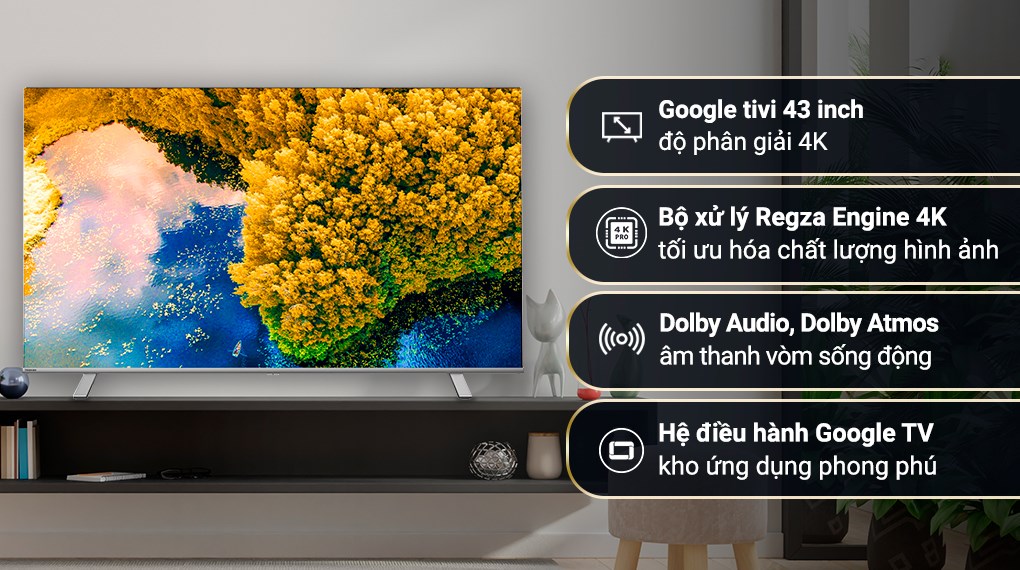 Google tivi 43 inch
độ phân giải 4K
4 K
PRO
Bộ xử lý Regza Engine 4K
tối ưu hóa chất lượng hình ảnh
Dolby Audio, Dolby Atmos
âm thanh vòm sống động
Hệ điều hành Google TV
kho ứng dụng phong phú